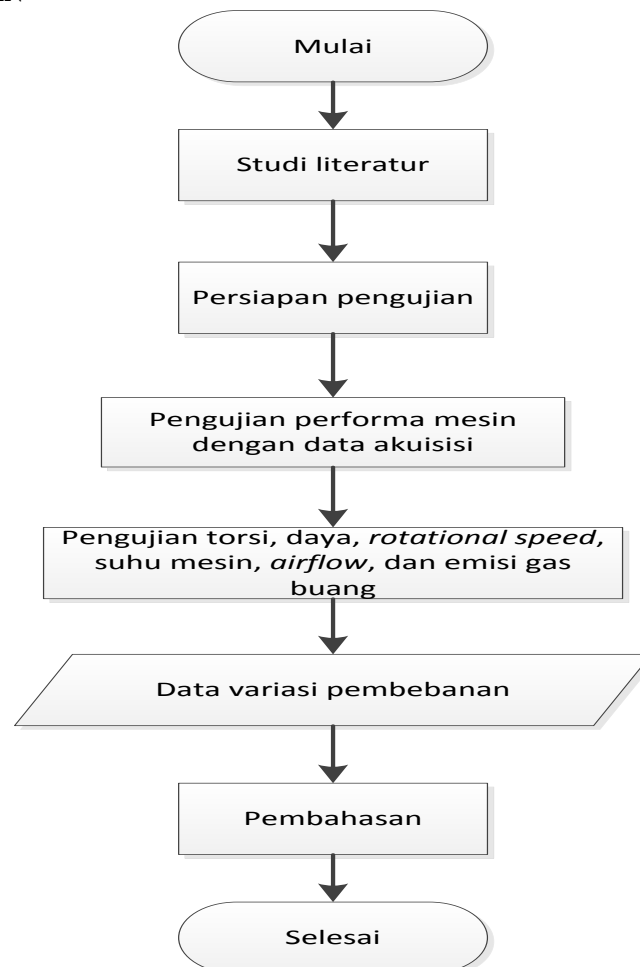 Mulai
Studi literatur
Persiapan pengujian
Pengujian performa mesin
dengan data akuisisi
Pengujian torsi, daya, rotational speed,
suhu mesin, airflow, dan emisi gas
buang
Data variasi pembebanan
Pembahasan
Selesai